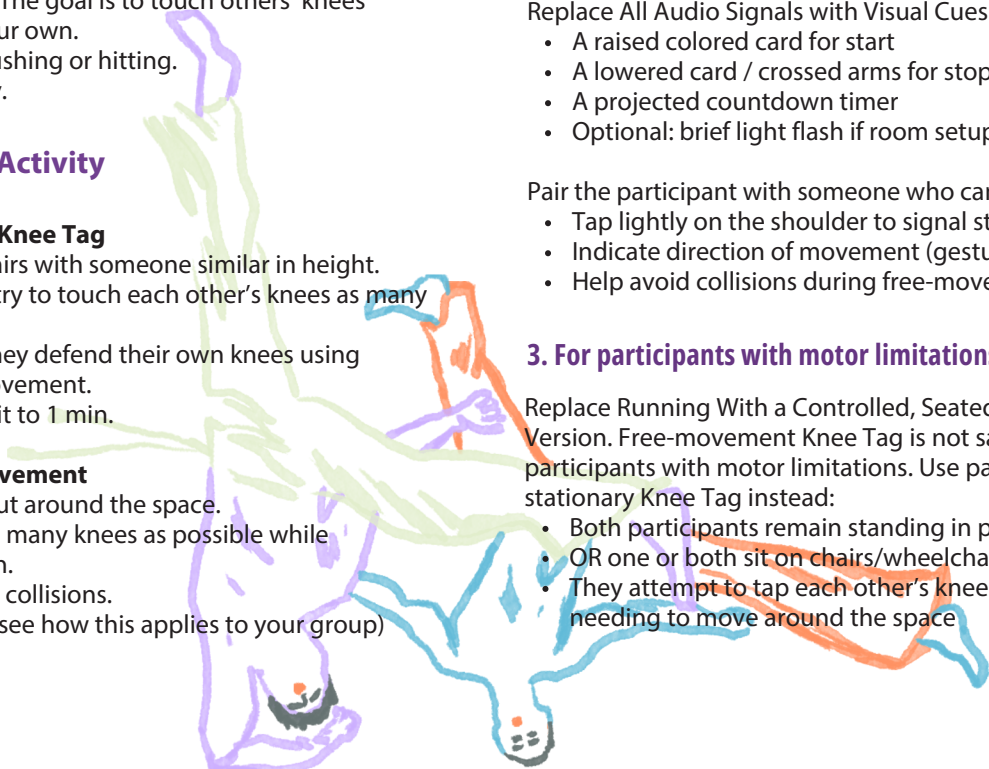 The goal is to touch others' knees
ur own.
shing or hitting.
Activity
Knee Tag
irs with someone similar in height.
try to touch each other's knees as many
ey defend their own knees using
vement.
it to 1 min.
vement
ut around the space.
many knees as possible while
n.
collisions.
see how this applies to your group)
Replace All Audio Signals with Visual Cues
• A raised colored card for start
• A lowered card / crossed arms for stop
• A projected countdown timer
• Optional: brief light flash if room setup
Pair the participant with someone who ca
• Tap lightly on the shoulder to signal st
• Indicate direction of movement (gestu
• Help avoid collisions during free-move
3. For participants with motor limitation
Replace Running With a Controlled, Seated
Version. Free-movement Knee Tag is not sa
participants with motor limitations. Use pa
stationary Knee Tag instead:
• Both participants remain standing in p
• OR one or both sit on chairs/wheelcha
• They attempt to tap each other's knee
needing to move around the space